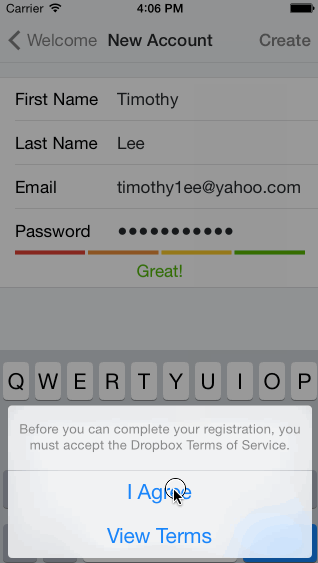 Carrier 4:06 PM
Welcome New Account Create
First Name Timothy
Last Name Lee
Email timothy1ee@yahoo.com
Password ●●●●●●●●●●●
Great!
Q W E R T Y U I O P
Before you can complete your registration, you
must accept the Dropbox Terms of Service.
I Agree
View Terms